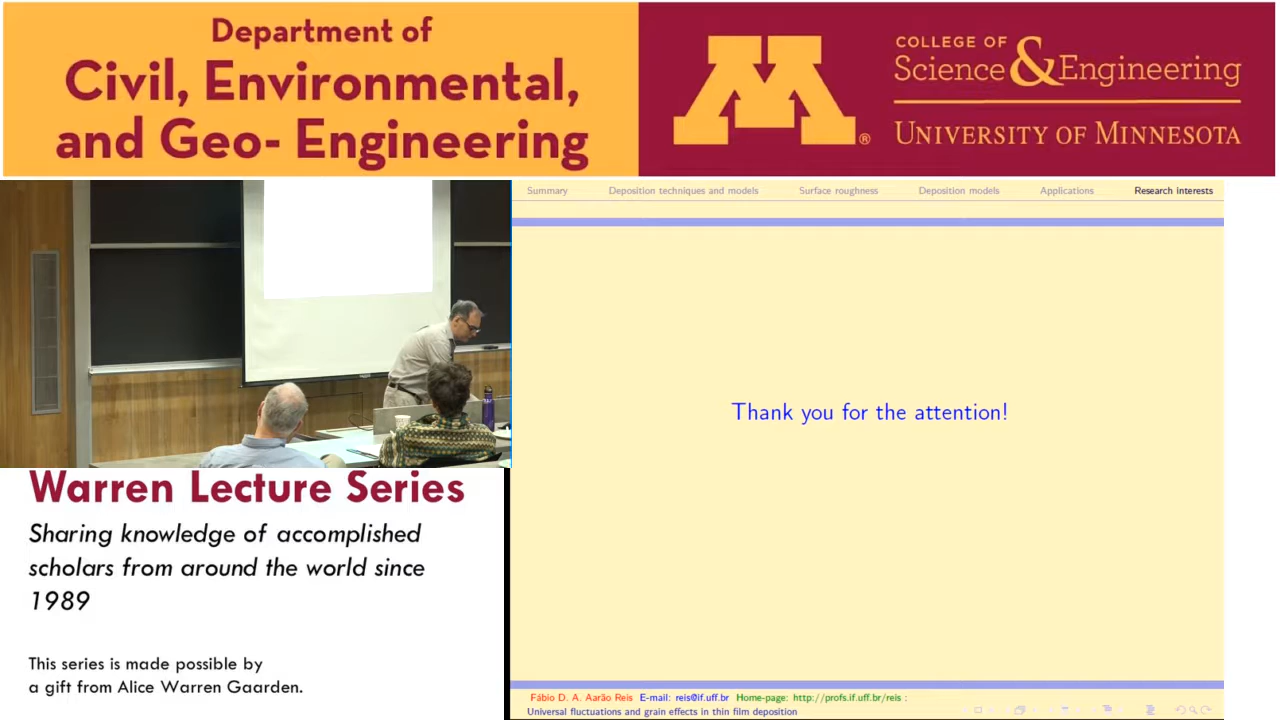 Department of
Civil, Environmental,
and Geo- Engineering
M®
COLLEGE OF
Science & Engineering
UNIVERSITY OF MINNESOTA
Summary Deposition techniques and models Surface roughness Deposition models Applications Research interests
Thank you for the attention!
Warren Lecture Series
Sharing knowledge of accomplished
scholars from around the world since
1989
This series is made possible by
a gift from Alice Warren Gaarden.
Fábio D. A. Aarão Reis E-mail: reis@if.uff.br Home-page: http://profs.if.uff.br/reis :
Universal fluctuations and grain effects in thin film deposition